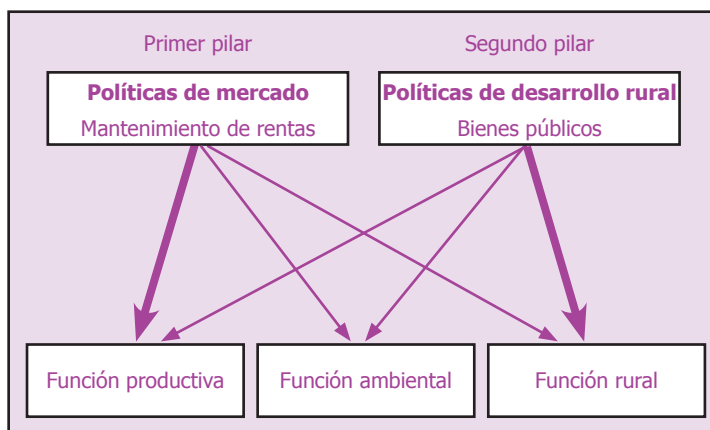 Primer pilar
Segundo pilar
Políticas de mercado
Mantenimiento de rentas
Políticas de desarrollo rural
Bienes públicos
Función productiva
Función ambiental
Función rural